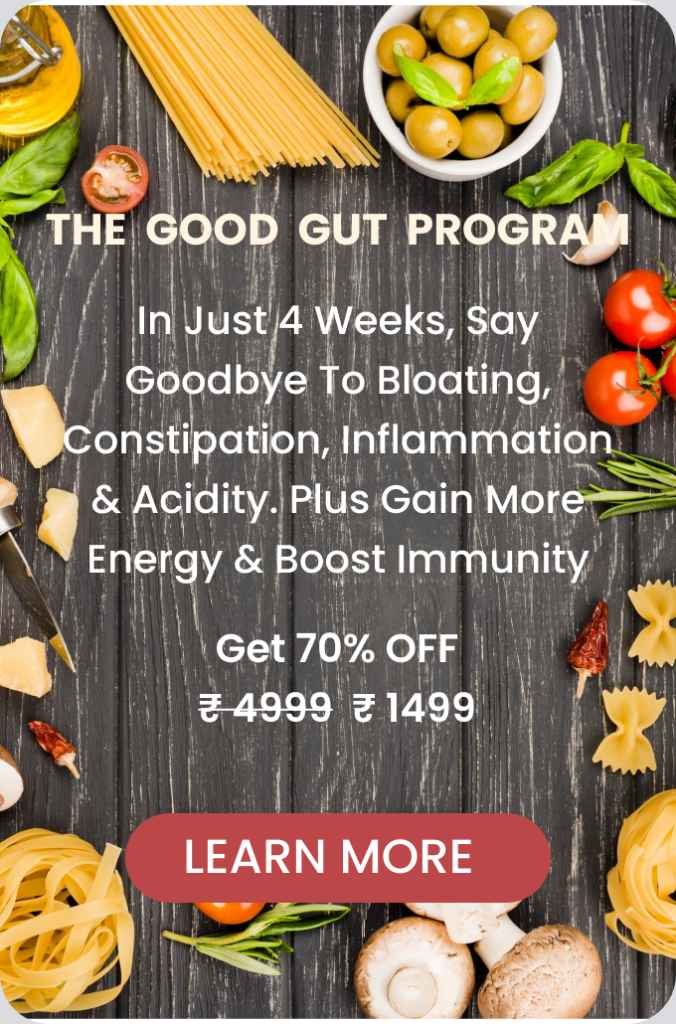 THE GOOD GUT PROGRAM
In Just 4 Weeks, Say
Goodbye To Bloating,
Constipation, Inflammation
& Acidity. Plus Gain More
Energy & Boost Immunity
Get 70% OFF
₹ 4999 ₹ 1499
LEARN MORE